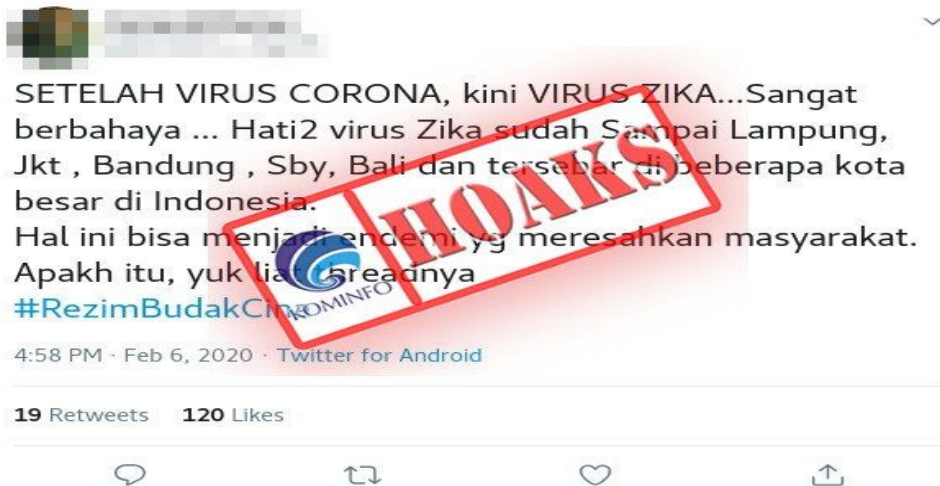 SETELAH VIRUS CORONA, kini VIRUS ZIKA...Sangat
berbahaya ... Hati2 virus Zika sudah Sampai Lampung,
Jkt , Bandung , Sby, Bali dan tersebar di beberapa kota
besar di Indonesia.
Hal ini bisa menjadi endemi yg meresahkan masyarakat.
Apakh itu, yuk liat threadnya
#RezimBudakCina
HOAKS
KOMINFO
4:58 PM · Feb 6, 2020 · Twitter for Android
19 Retweets 120 Likes